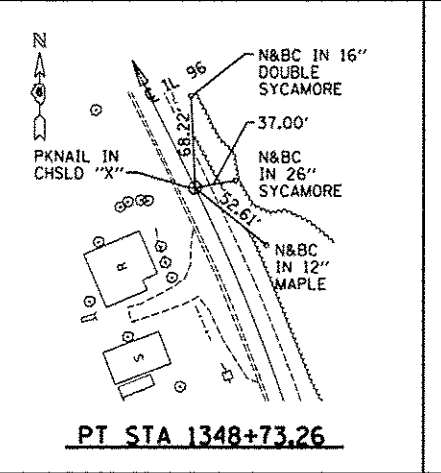 N
N&BC IN 16"
DOUBLE
SYCAMORE
℄ IL 96
68.22'
37.00'
PKNAIL IN
CHSLD "X"
N&BC
IN 26"
SYCAMORE
52.61'
N&BC
IN 12"
MAPLE
R
S
PT STA 1348+73.26